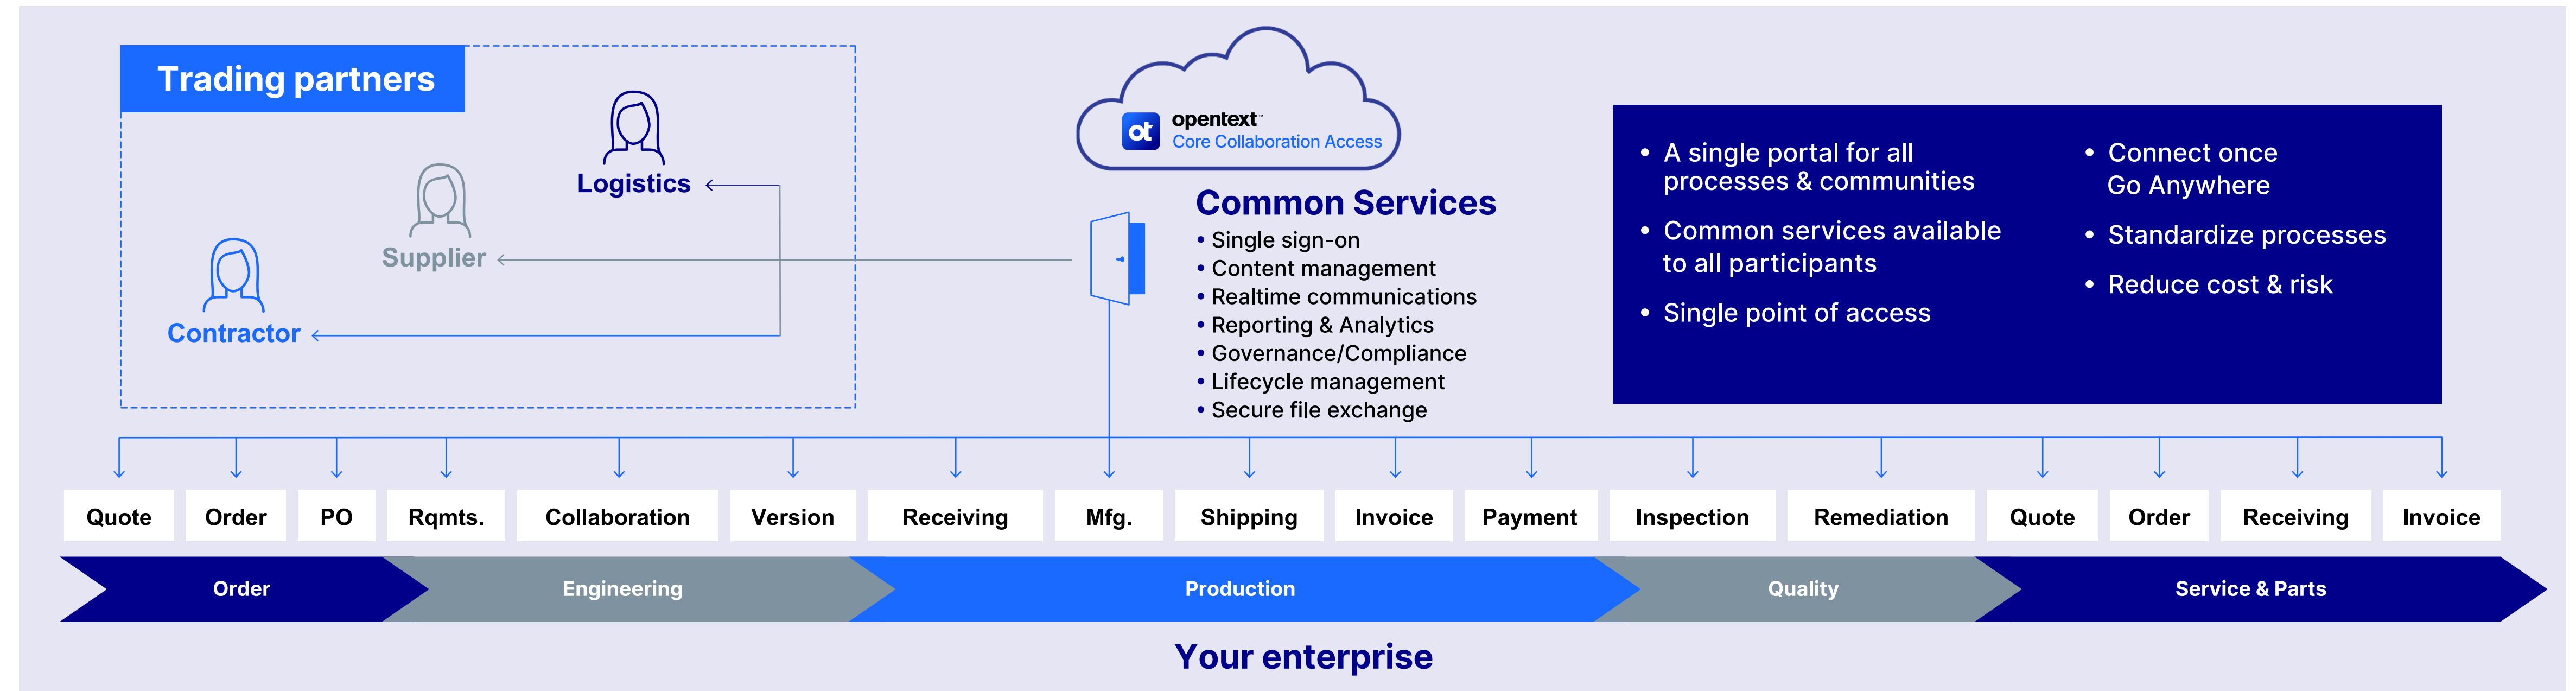 Trading partners
Logistics
Supplier
Contractor
opentext™
Core Collaboration Access
Common Services
• Single sign-on
• Content management
• Realtime communications
• Reporting & Analytics
• Governance/Compliance
• Lifecycle management
• Secure file exchange
• A single portal for all
processes & communities
• Common services available
to all participants
• Single point of access
• Connect once
Go Anywhere
• Standardize processes
• Reduce cost & risk
Quote Order PO Rqmts. Collaboration Version Receiving Mfg. Shipping Invoice Payment Inspection Remediation Quote Order Receiving Invoice
Order Engineering Production Quality Service & Parts
Your enterprise